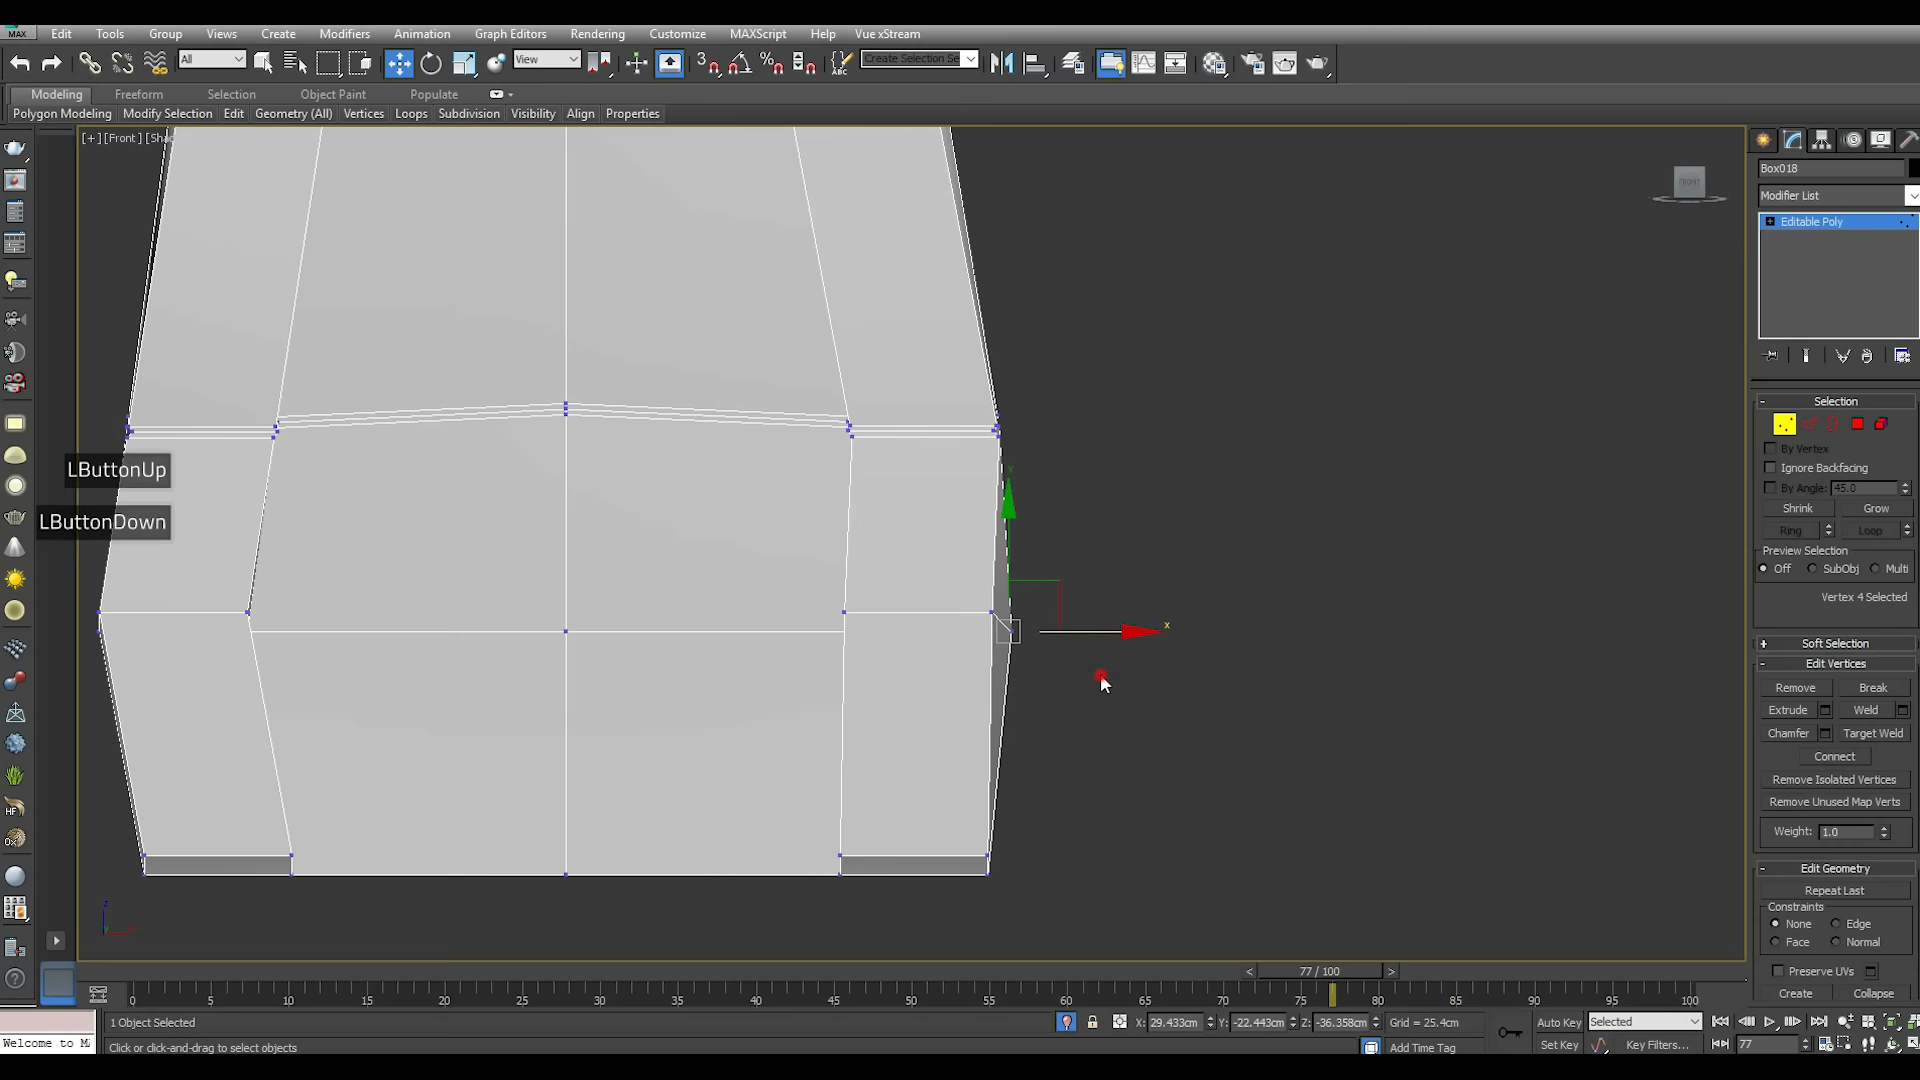 MAX Edit Tools Group Views Create Modifiers Animation Graph Editors Rendering Customize MAXScript Help Vue xStream
All View Create Selection Se
Modeling Freeform Selection Object Paint Populate
Polygon Modeling Modify Selection Edit Geometry (All) Vertices Loops Subdivision Visibility Align Properties
[+] [Front] [Shad
FRONT
Box018
Modifier List
Editable Poly
Selection
By Vertex
Ignore Backfacing
By Angle: 45.0
Shrink Grow
Ring Loop
Preview Selection
Off SubObj Multi
Vertex 4 Selected
Soft Selection
Edit Vertices
Remove Break
Extrude Weld
Chamfer Target Weld
Connect
Remove Isolated Vertices
Remove Unused Map Verts
Weight: 1.0
Edit Geometry
Repeat Last
Constraints
None Edge
Face Normal
Preserve UVs
Create Collapse
LButtonUp
LButtonDown
x
z
77 / 100
0 5 10 15 20 25 30 35 40 45 50 55 60 65 70 75 80 85 90 95 100
1 Object Selected X: 29.433cm Y: -22.443cm Z: -36.358cm Grid = 25.4cm Auto Key Selected
Welcome to M Click or click-and-drag to select objects Add Time Tag Set Key Key Filters... 77